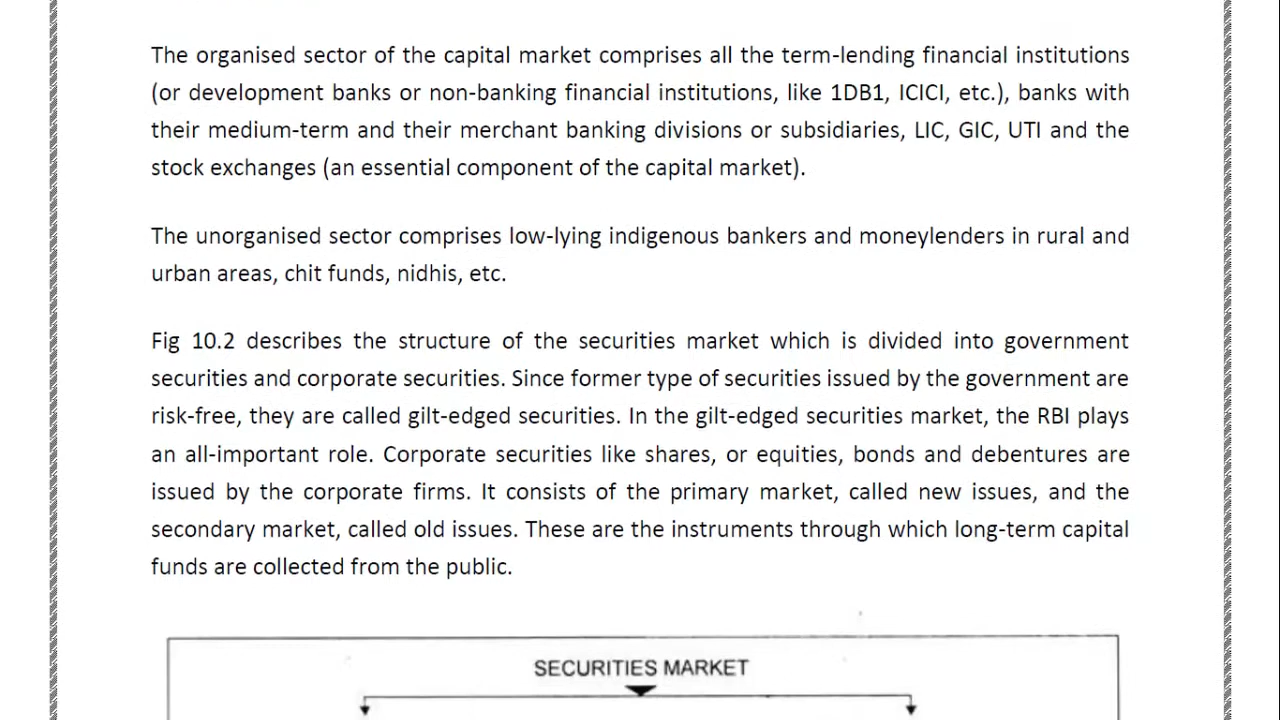 The organised sector of the capital market comprises all the term-lending financial institutions
(or development banks or non-banking financial institutions, like 1DB1, ICICI, etc.), banks with
their medium-term and their merchant banking divisions or subsidiaries, LIC, GIC, UTI and the
stock exchanges (an essential component of the capital market).
The unorganised sector comprises low-lying indigenous bankers and moneylenders in rural and
urban areas, chit funds, nidhis, etc.
Fig 10.2 describes the structure of the securities market which is divided into government
securities and corporate securities. Since former type of securities issued by the government are
risk-free, they are called gilt-edged securities. In the gilt-edged securities market, the RBI plays
an all-important role. Corporate securities like shares, or equities, bonds and debentures are
issued by the corporate firms. It consists of the primary market, called new issues, and the
secondary market, called old issues. These are the instruments through which long-term capital
funds are collected from the public.
SECURITIES MARKET